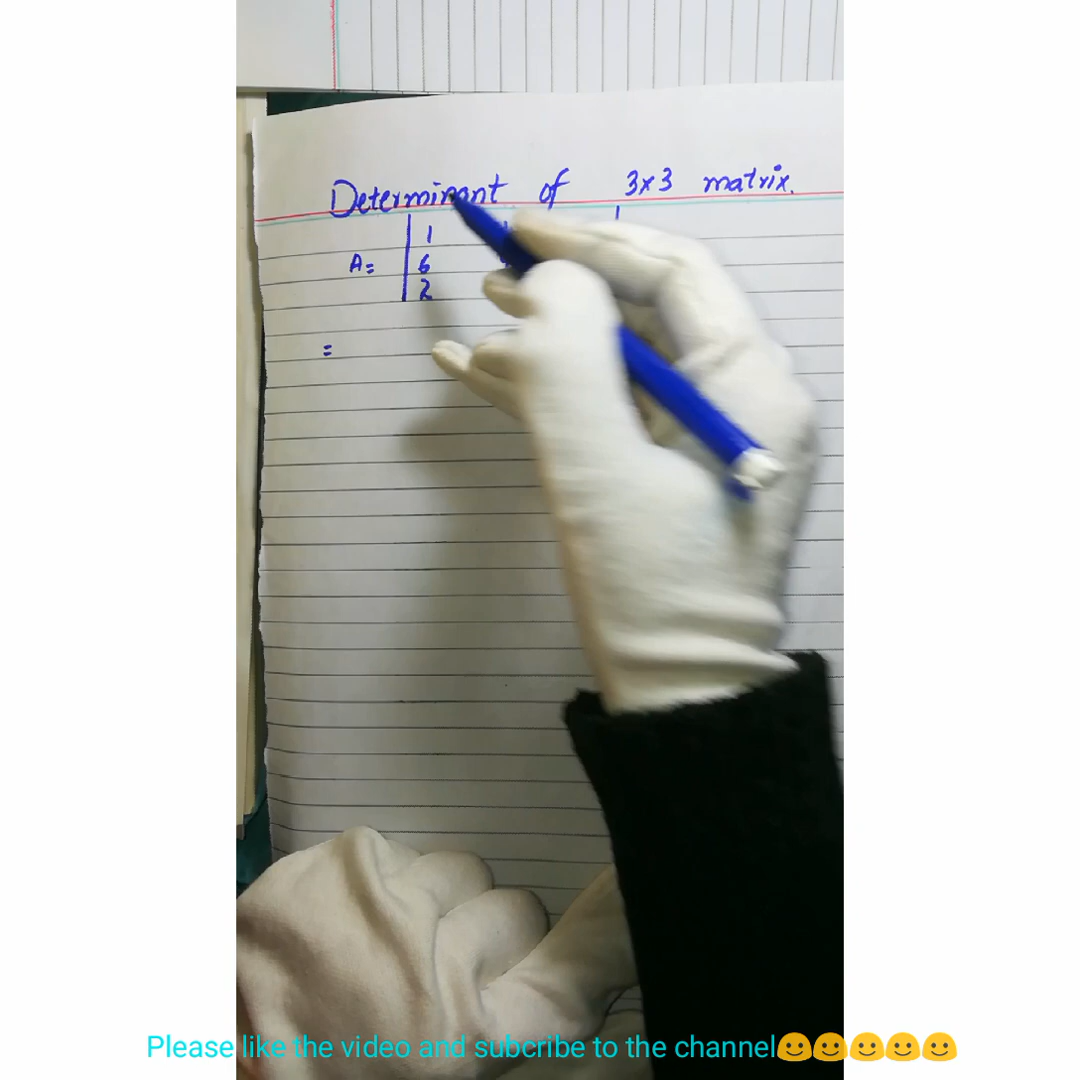 Determinant of 3x3 matrix.
1
A= 6
2
=
Please like the video and subcribe to the channel